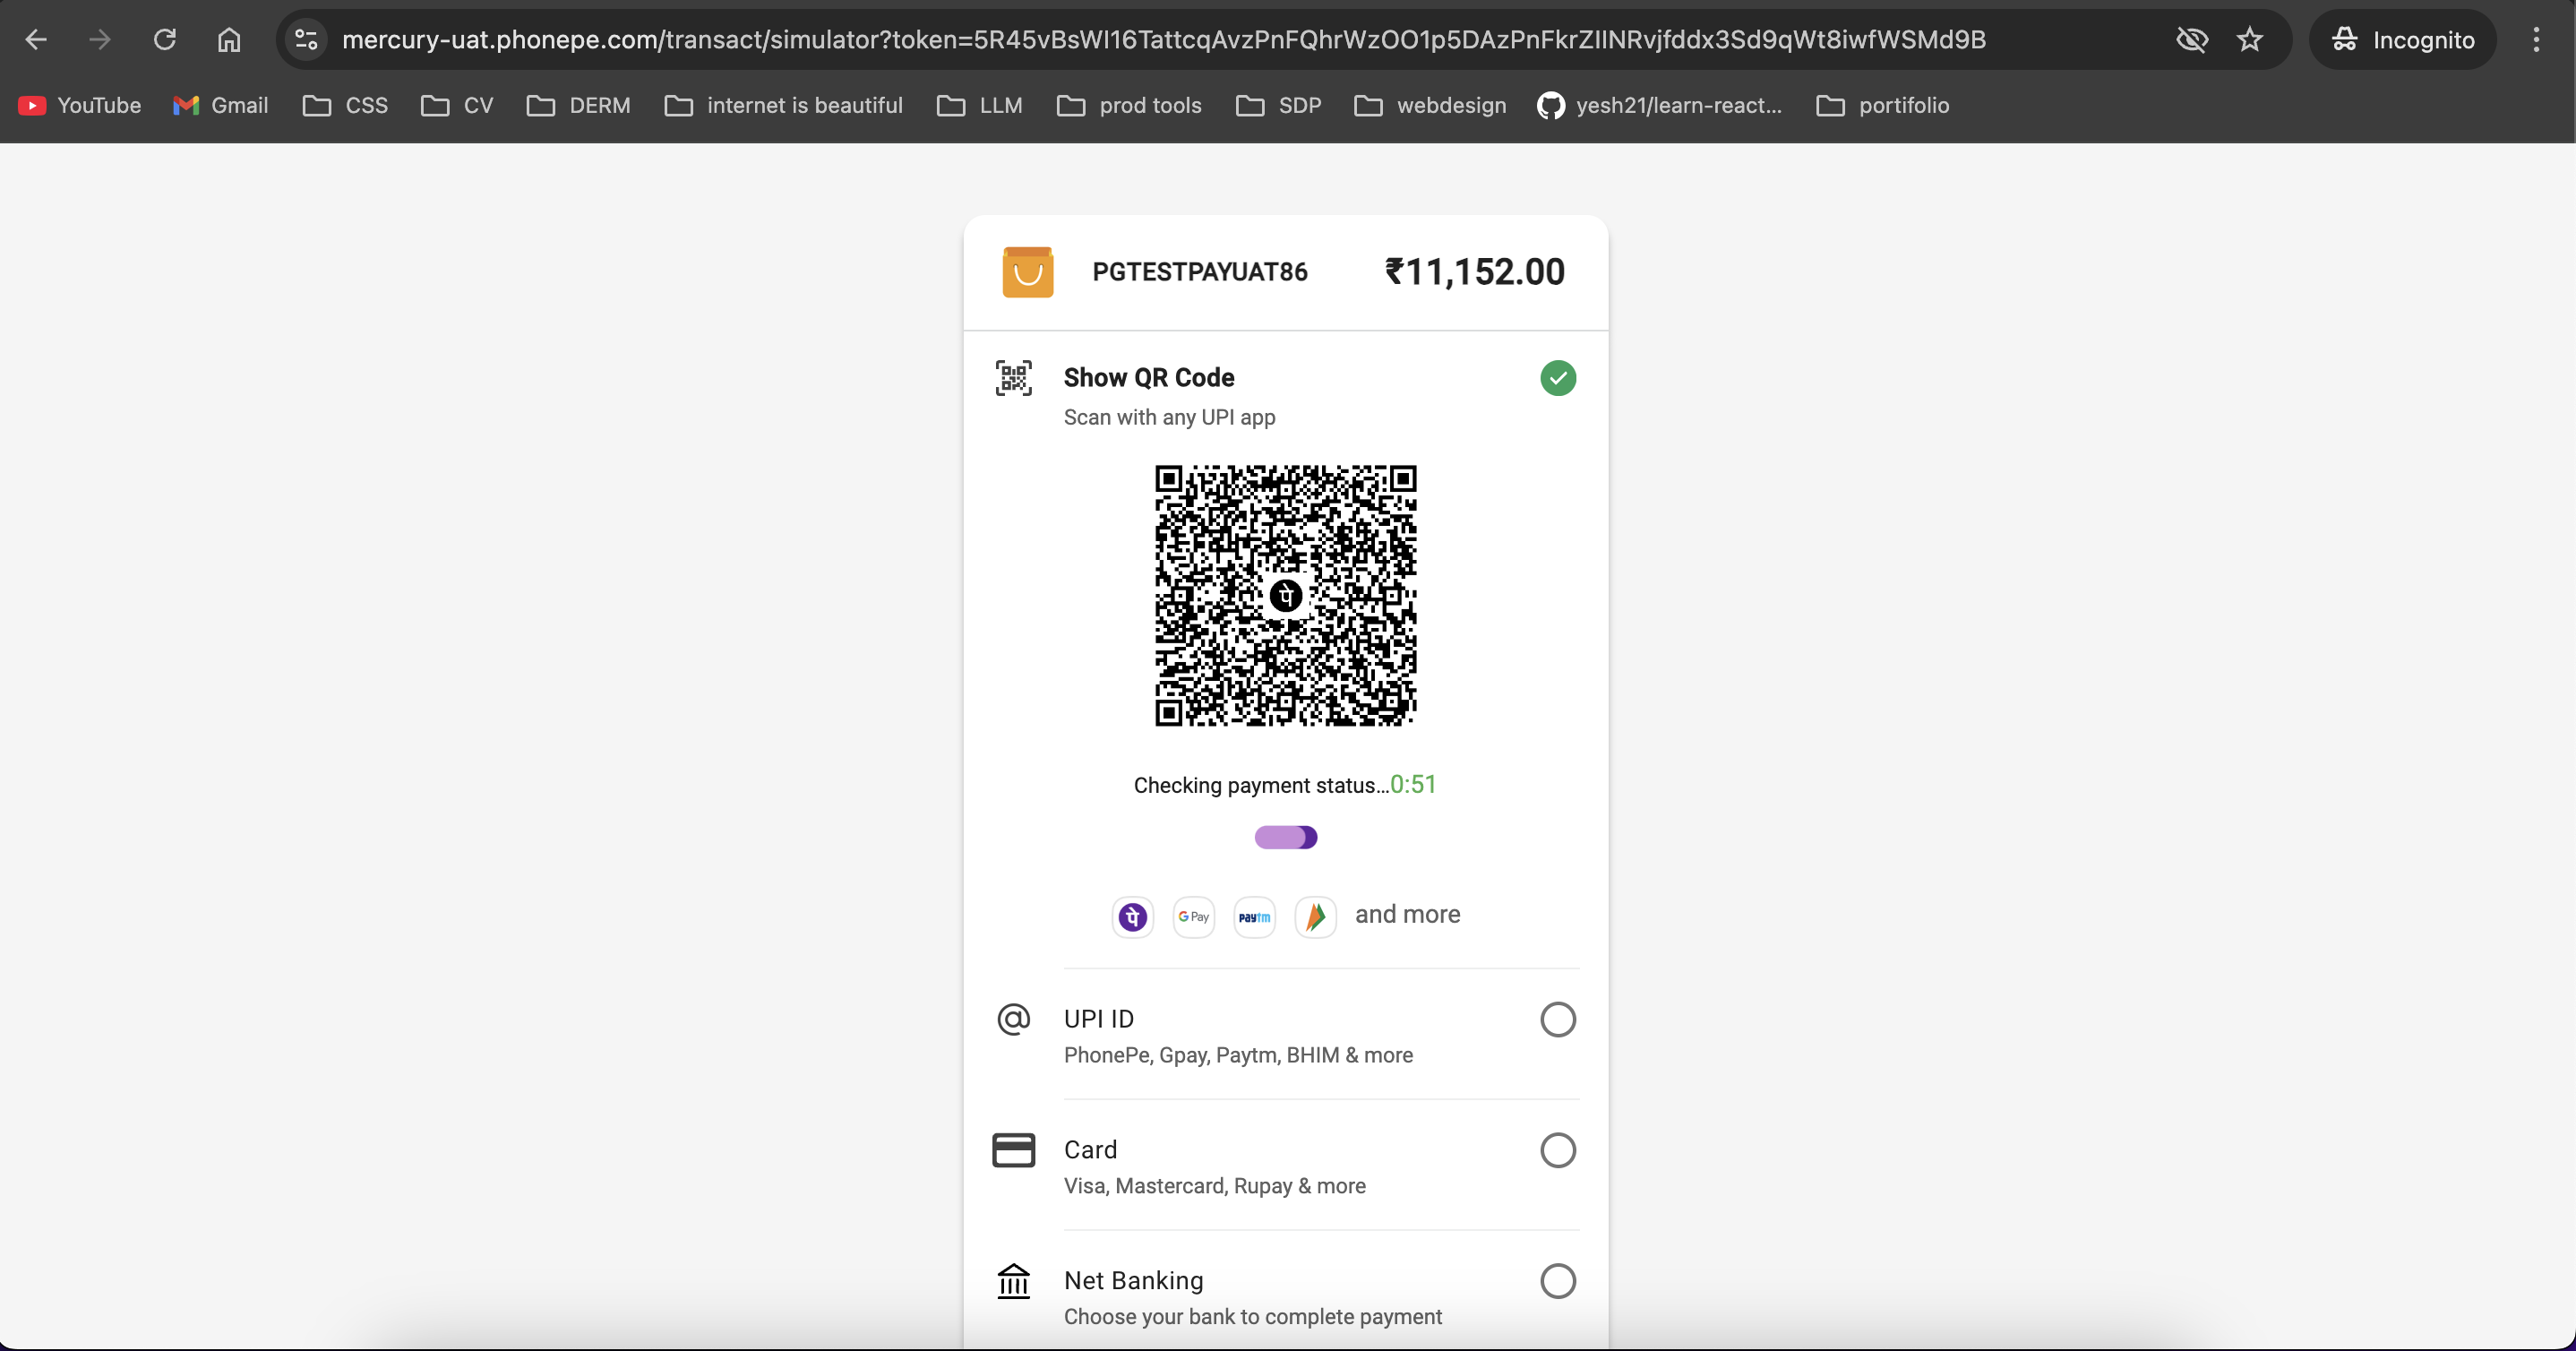 mercury-uat.phonepe.com/transact/simulator?token=5R45vBsWI16TattcqAvzPnFQhrWzOO1p5DAzPnFkrZIINRvjfddx3Sd9qWt8iwfWSMd9B
Incognito
YouTube
Gmail
CSS
CV
DERM
internet is beautiful
LLM
prod tools
SDP
webdesign
yesh21/learn-react...
portifolio
PGTESTPAYUAT86
₹11,152.00
Show QR Code
Scan with any UPI app
पे
Checking payment status...0:51
पे
G Pay
paytm
and more
@
UPI ID
PhonePe, Gpay, Paytm, BHIM & more
Card
Visa, Mastercard, Rupay & more
Net Banking
Choose your bank to complete payment